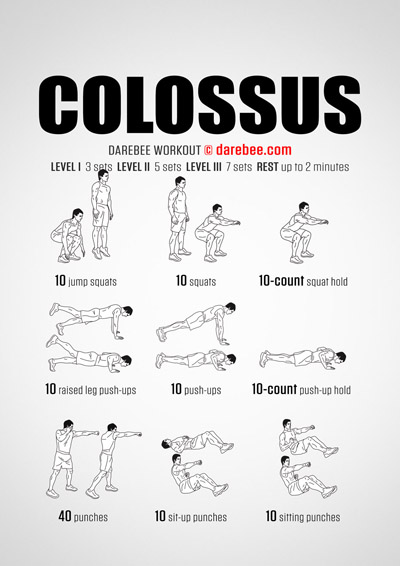 COLOSSUS
DAREBEE WORKOUT © darebee.com
LEVEL I 3 sets LEVEL II 5 sets LEVEL III 7 sets REST up to 2 minutes
10 jump squats
10 squats
10-count squat hold
10 raised leg push-ups
10 push-ups
10-count push-up hold
40 punches
10 sit-up punches
10 sitting punches